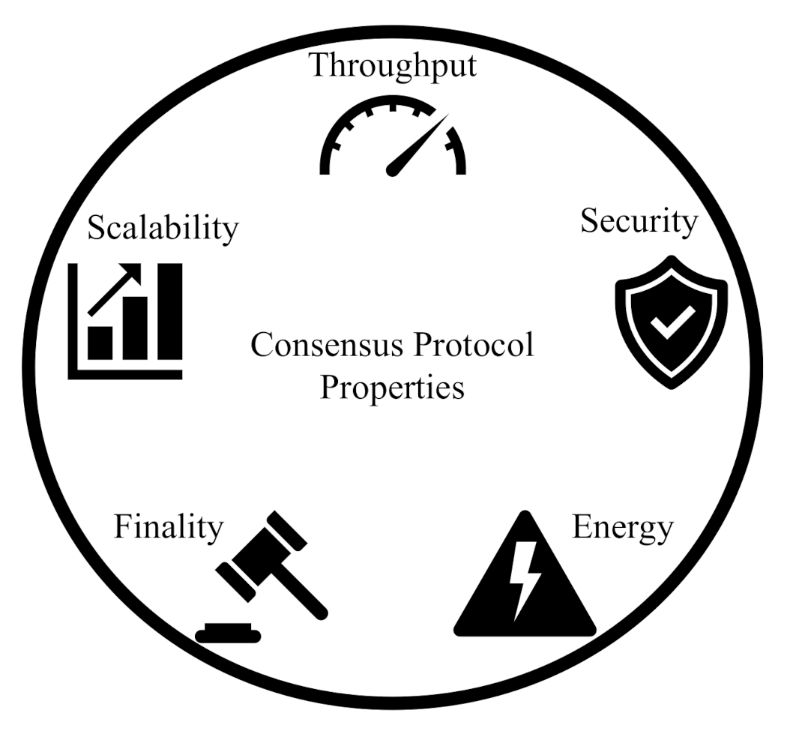 Throughput
Scalability
Security
Consensus Protocol
Properties
Finality
Energy